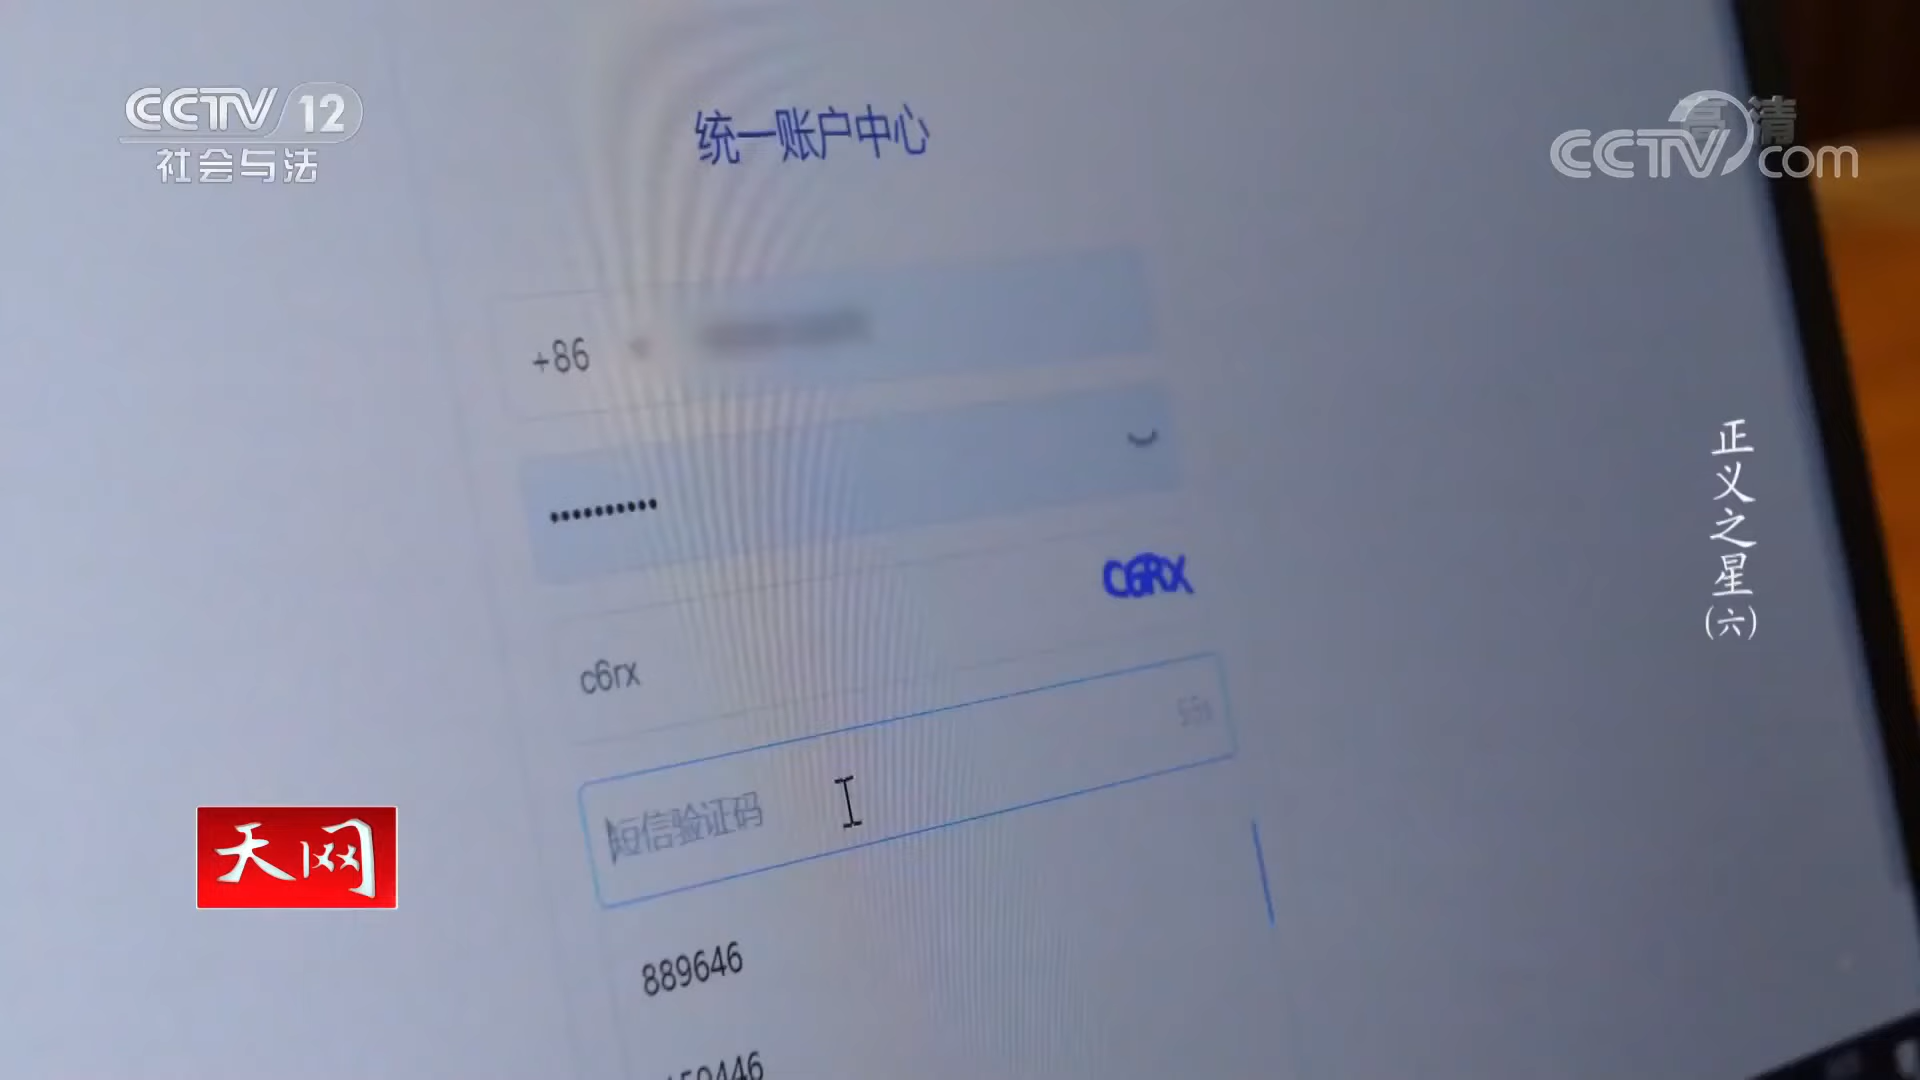 CCTV 12
社会与法
高清
CCTV com
统一账户中心
+86
••••••••••
C6RX
c6rx
短信验证码
889646
正义之星
(六)
天网